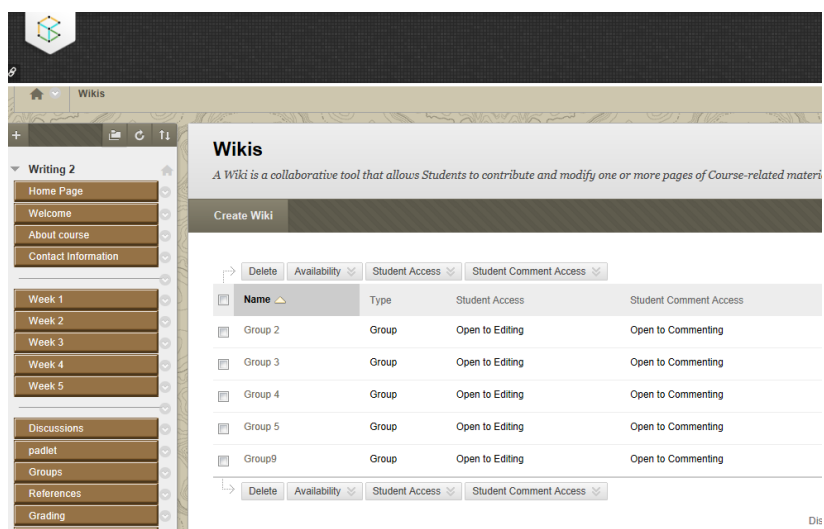 Wikis
Writing 2
Home Page
Welcome
About course
Contact Information
Week 1
Week 2
Week 3
Week 4
Week 5
Discussions
padlet
Groups
References
Grading
Wikis
A Wiki is a collaborative tool that allows Students to contribute and modify one or more pages of Course-related materi
Create Wiki
Delete Availability Student Access Student Comment Access
Name Type Student Access Student Comment Access
Group 2 Group Open to Editing Open to Commenting
Group 3 Group Open to Editing Open to Commenting
Group 4 Group Open to Editing Open to Commenting
Group 5 Group Open to Editing Open to Commenting
Group9 Group Open to Editing Open to Commenting
Delete Availability Student Access Student Comment Access
Dis